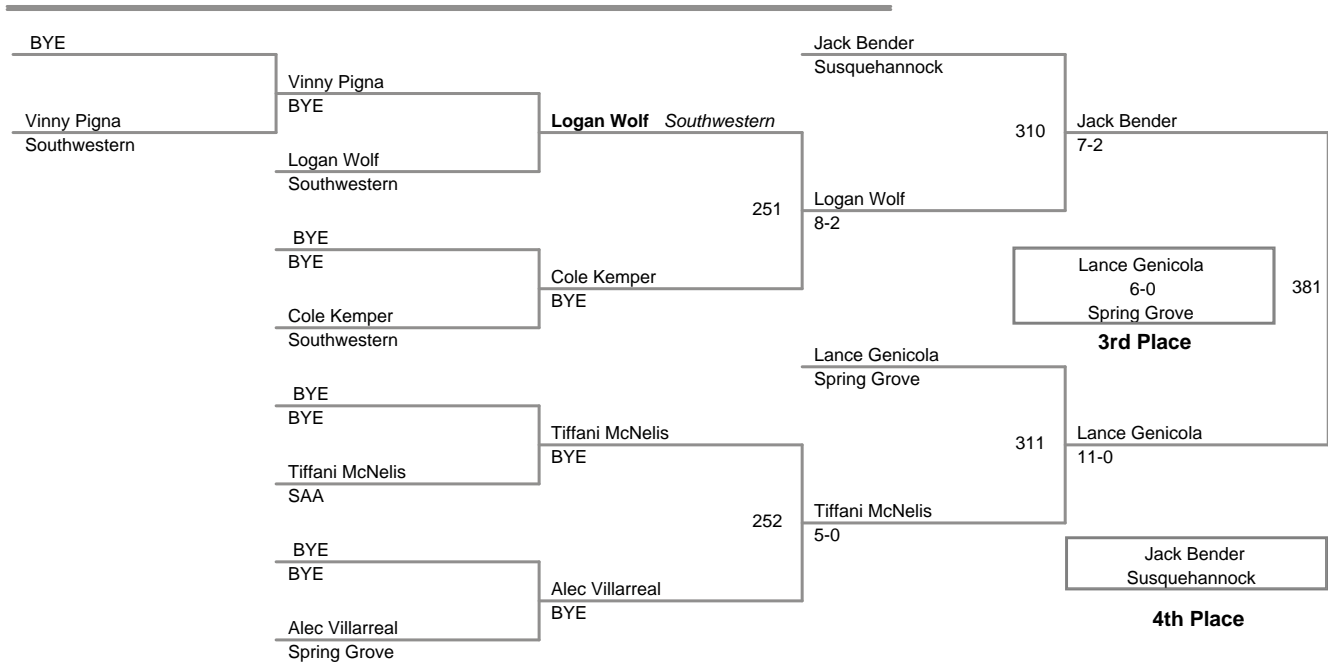 BYE
Vinny Pigna
Southwestern
Vinny Pigna
BYE
Logan Wolf
Southwestern
BYE
BYE
Cole Kemper
Southwestern
BYE
BYE
Tiffani McNelis
SAA
BYE
BYE
Alec Villarreal
Spring Grove
Logan Wolf Southwestern
251
Cole Kemper
BYE
Tiffani McNelis
BYE
252
Alec Villarreal
BYE
Jack Bender
Susquehannock
310
Logan Wolf
8-2
Lance Genicola
Spring Grove
311
Tiffani McNelis
5-0
Jack Bender
7-2
Lance Genicola
6-0
Spring Grove
381
3rd Place
Lance Genicola
11-0
Jack Bender
Susquehannock
4th Place